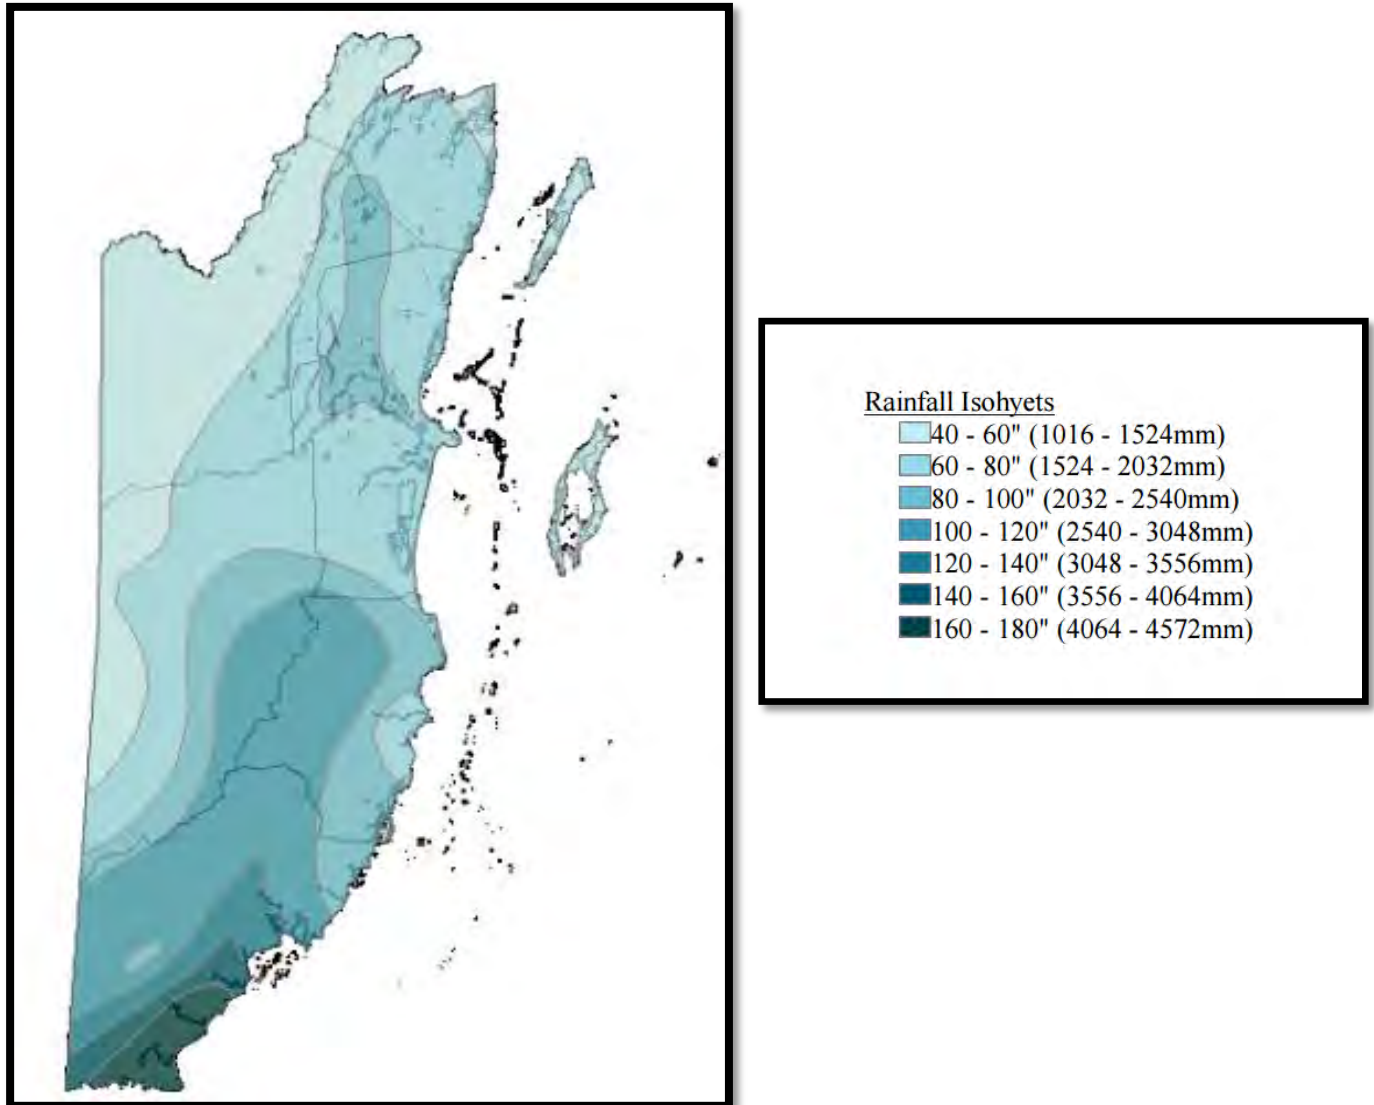 Rainfall Isohyets
40 - 60" (1016 - 1524mm)
60 - 80" (1524 - 2032mm)
80 - 100" (2032 - 2540mm)
100 - 120" (2540 - 3048mm)
120 - 140" (3048 - 3556mm)
140 - 160" (3556 - 4064mm)
160 - 180" (4064 - 4572mm)